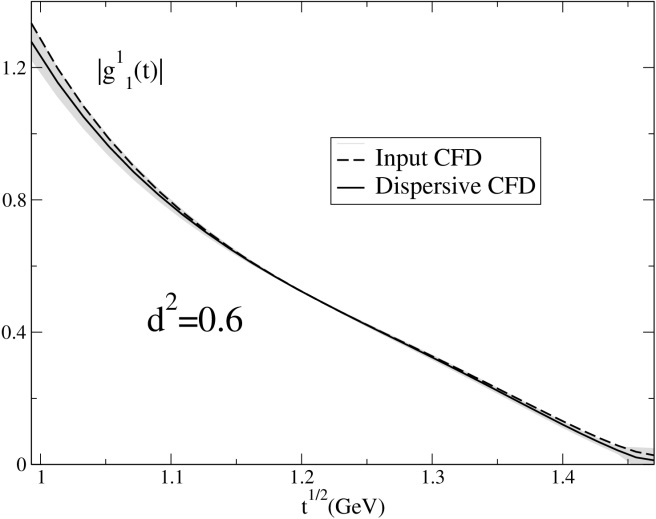 1.2
|g¹₁(t)|
Input CFD
Dispersive CFD
0.8
d²=0.6
0.4
0
1 1.1 1.2 1.3 1.4
t^{1/2}(GeV)